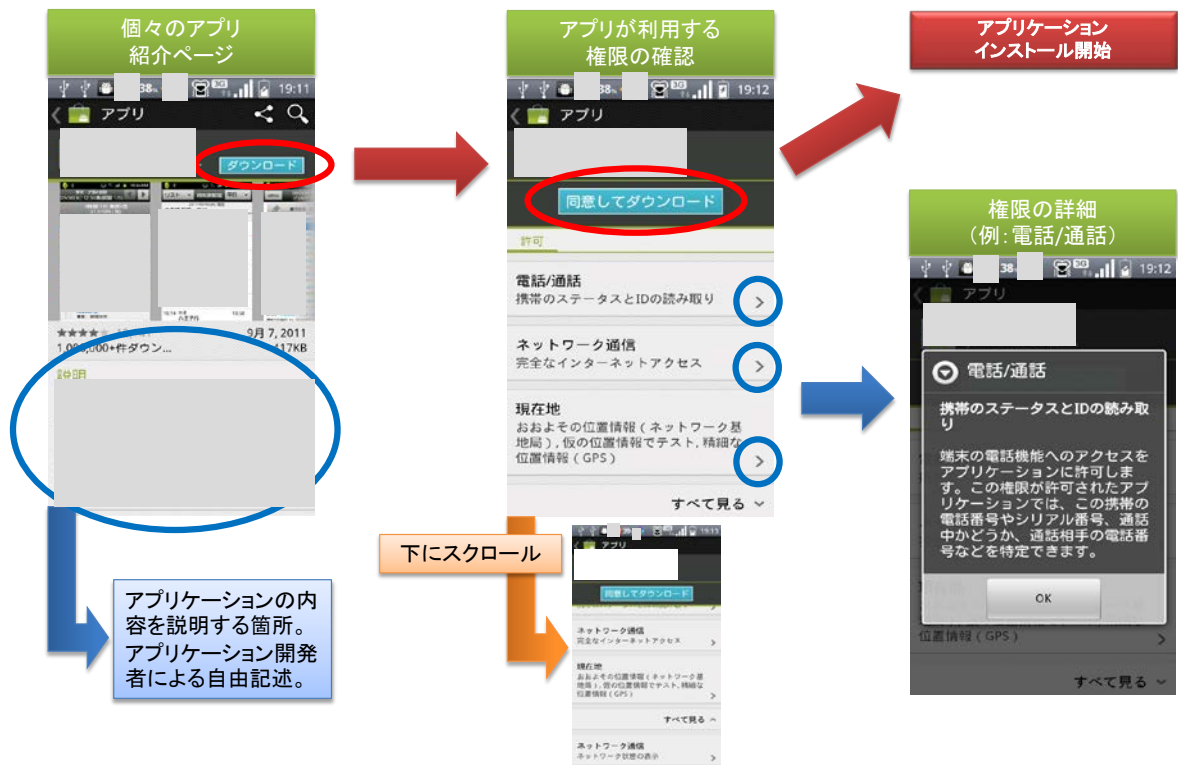 個々のアプリ
紹介ページ
38%
3G
19:11
アプリ
ダウンロード
リスト
9月 7, 2011
417KB
説明
アプリケーションの内
容を説明する箇所。
アプリケーション開発
者による自由記述。
アプリが利用する
権限の確認
38%
3G
19:12
アプリ
同意してダウンロード
許可
電話/通話
携帯のステータスとIDの読み取り
ネットワーク通信
完全なインターネットアクセス
現在地
おおよその位置情報(ネットワーク基
地局), 仮の位置情報でテスト, 精細な
位置情報(GPS)
すべて見る
下にスクロール
19:13
アプリ
同意してダウンロード
ネットワーク通信
完全なインターネットアクセス
現在地
おおよその位置情報(ネットワーク基
地局), 仮の位置情報でテスト, 精細な
位置情報(GPS)
すべて見る
ネットワーク通信
ネットワーク状態の表示
アプリケーション
インストール開始
権限の詳細
(例:電話/通話)
38
3G
19:12
アプリ
電話/通話
携帯のステータスとIDの読み取
り
端末の電話機能へのアクセスを
アプリケーションに許可しま
す。この権限が許可されたアプ
リケーションでは、この携帯の
電話番号やシリアル番号、通話
中かどうか、通話相手の電話番
号などを特定できます。
OK
位置情報(GPS)
すべて見る